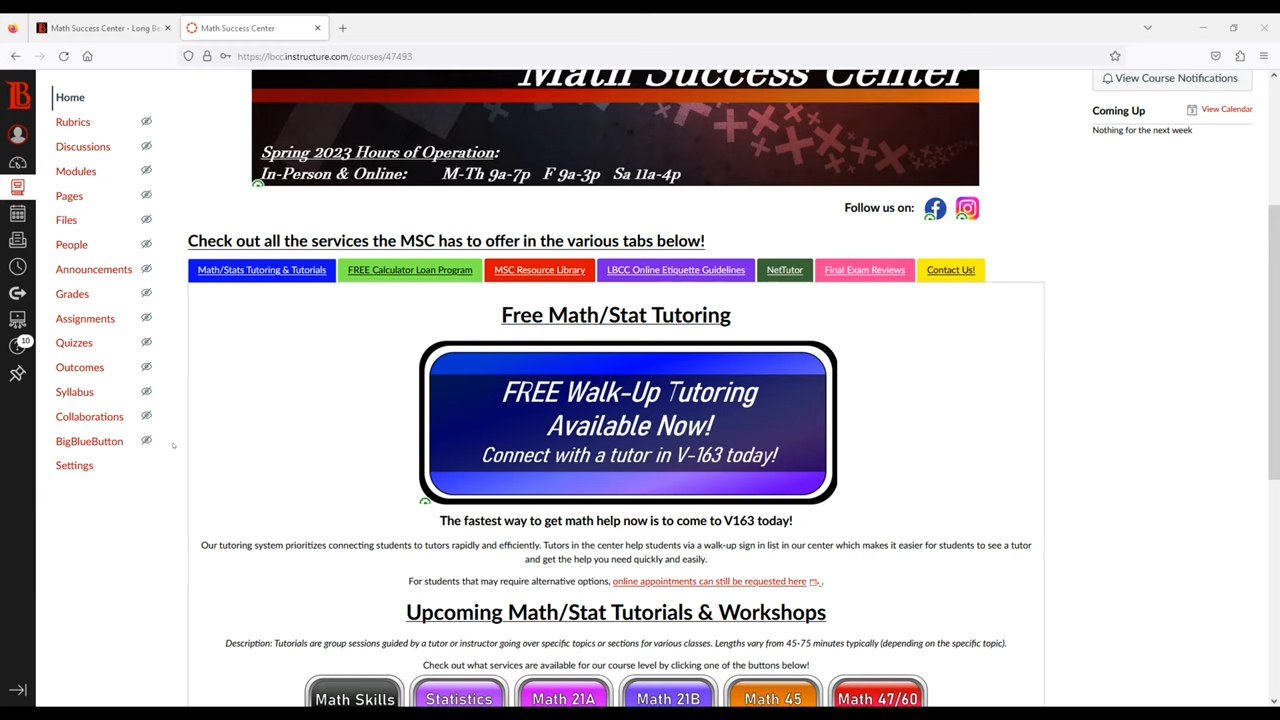 Math Success Center - Long Be
Math Success Center
https://lbcc.instructure.com/courses/47493
Home
Rubrics
Discussions
Modules
Pages
Files
People
Announcements
Grades
Assignments
Quizzes
Outcomes
Syllabus
Collaborations
BigBlueButton
Settings
10
Math Success Center
Spring 2023 Hours of Operation:
In-Person & Online: M-Th 9a-7p F 9a-3p Sa 11a-4p
View Course Notifications
Coming Up
View Calendar
Nothing for the next week
Follow us on:
Check out all the services the MSC has to offer in the various tabs below!
Math/Stats Tutoring & Tutorials
FREE Calculator Loan Program
MSC Resource Library
LBCC Online Etiquette Guidelines
NetTutor
Final Exam Reviews
Contact Us!
Free Math/Stat Tutoring
FREE Walk-Up Tutoring
Available Now!
Connect with a tutor in V-163 today!
The fastest way to get math help now is to come to V163 today!
Our tutoring system prioritizes connecting students to tutors rapidly and efficiently. Tutors in the center help students via a walk-up sign in list in our center which makes it easier for students to see a tutor
and get the help you need quickly and easily.
For students that may require alternative options, online appointments can still be requested here .
Upcoming Math/Stat Tutorials & Workshops
Description: Tutorials are group sessions guided by a tutor or instructor going over specific topics or sections for various classes. Lengths vary from 45-75 minutes typically (depending on the specific topic).
Check out what services are available for our course level by clicking one of the buttons below!
Math Skills
Statistics
Math 21A
Math 21B
Math 45
Math 47/60